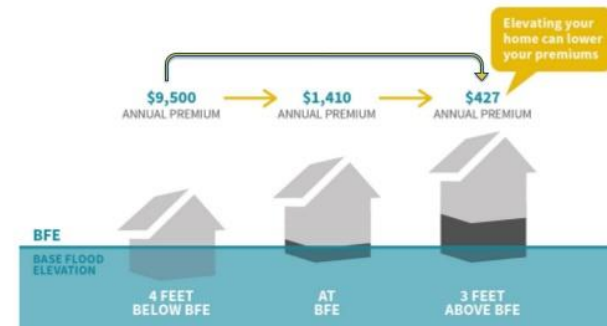 Elevating your
home can lower
your premiums
$9,500
ANNUAL PREMIUM
$1,410
ANNUAL PREMIUM
$427
ANNUAL PREMIUM
BFE
BASE FLOOD
ELEVATION
4 FEET
BELOW BFE
AT
BFE
3 FEET
ABOVE BFE